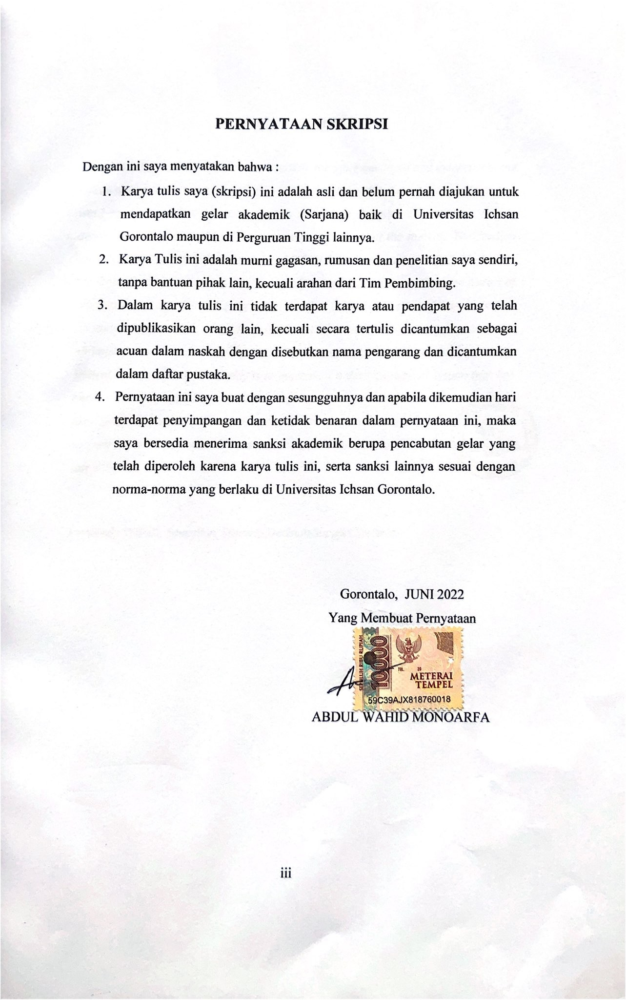 PERNYATAAN SKRIPSI
Dengan ini saya menyatakan bahwa :
1. Karya tulis saya (skripsi) ini adalah asli dan belum pernah diajukan untuk
mendapatkan gelar akademik (Sarjana) baik di Universitas Ichsan
Gorontalo maupun di Perguruan Tinggi lainnya.
2. Karya Tulis ini adalah murni gagasan, rumusan dan penelitian saya sendiri,
tanpa bantuan pihak lain, kecuali arahan dari Tim Pembimbing.
3. Dalam karya tulis ini tidak terdapat karya atau pendapat yang telah
dipublikasikan orang lain, kecuali secara tertulis dicantumkan sebagai
acuan dalam naskah dengan disebutkan nama pengarang dan dicantumkan
dalam daftar pustaka.
4. Pernyataan ini saya buat dengan sesungguhnya dan apabila dikemudian hari
terdapat penyimpangan dan ketidak benaran dalam pernyataan ini, maka
saya bersedia menerima sanksi akademik berupa pencabutan gelar yang
telah diperoleh karena karya tulis ini, serta sanksi lainnya sesuai dengan
norma-norma yang berlaku di Universitas Ichsan Gorontalo.
Gorontalo, JUNI 2022
Yang Membuat Pernyataan
SEPULUH RIBU RUPIAH
10000
TGL. 20
METERAI
TEMPEL
59C39AJX818760018
ABDUL WAHID MONOARFA
iii